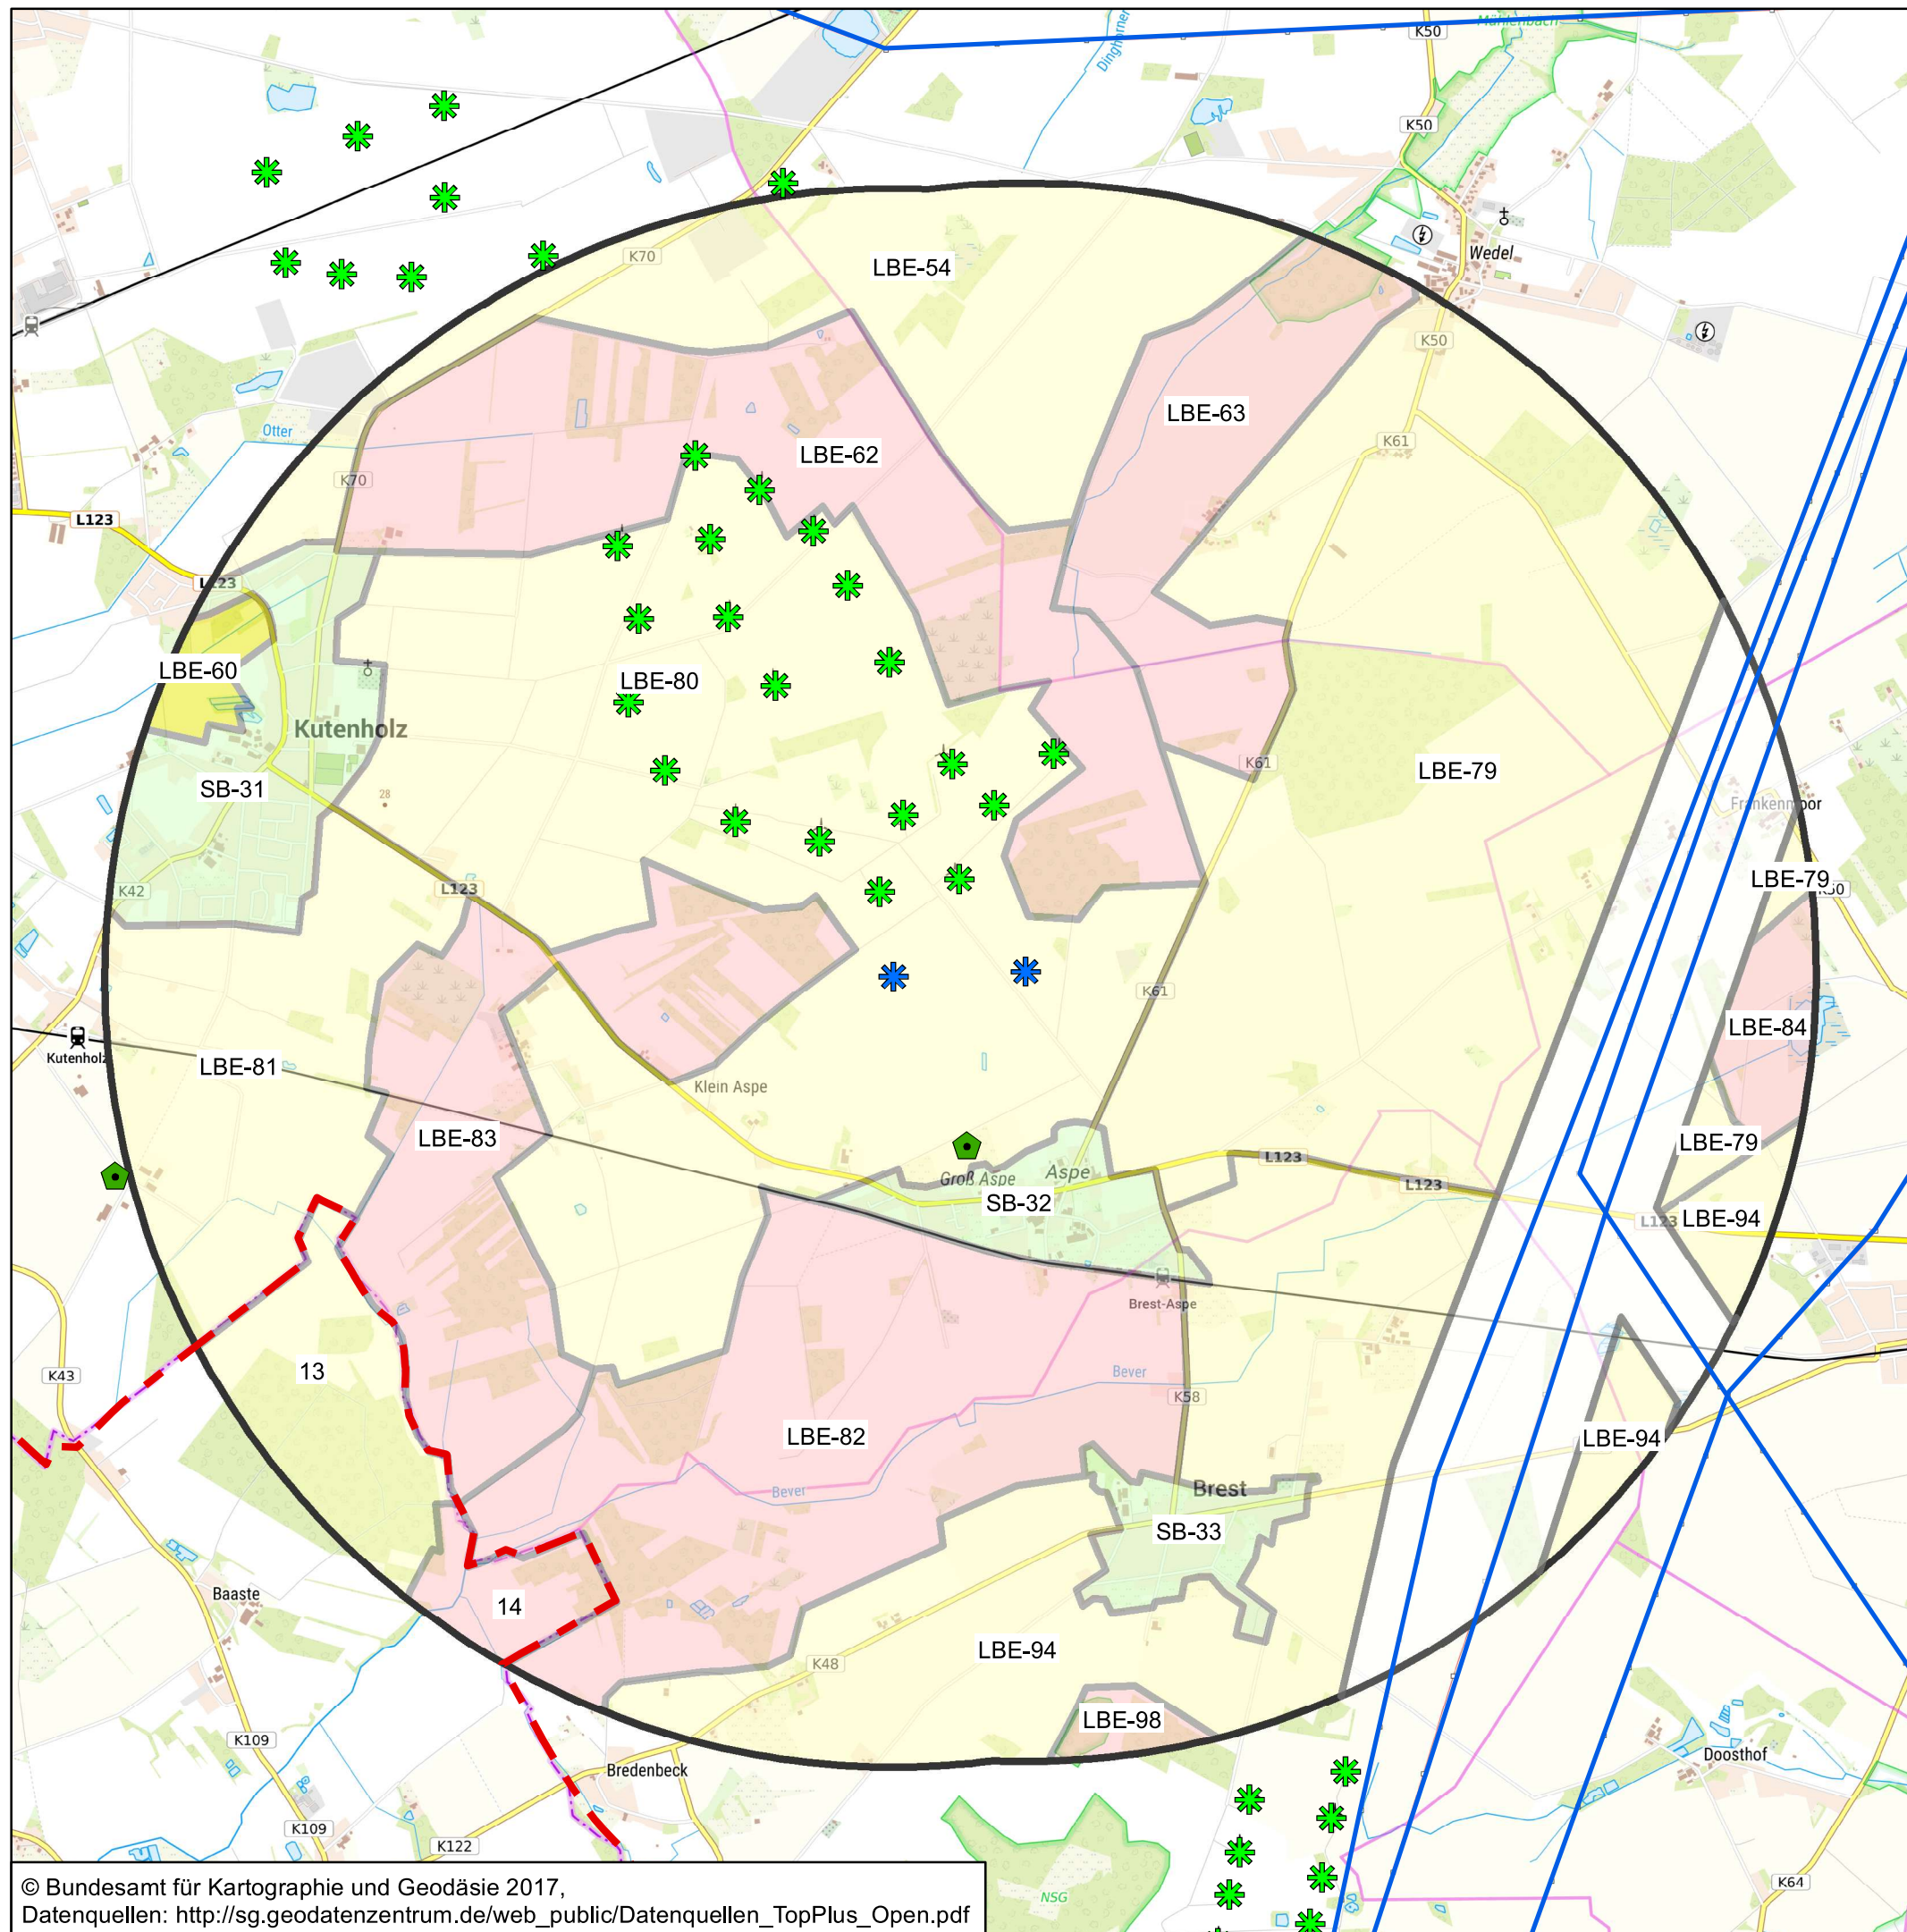 Mühlenbach
K50
Dinghorner
K50
Wedel
K70
LBE-54
K50
LBE-63
Otter
K61
LBE-62
K70
L123
L123
LBE-60
LBE-80
Kutenholz
K61
LBE-79
SB-31
28
Frankenmoor
LBE-79
K50
K42
L123
K61
LBE-84
Kutenholz
LBE-81
Klein Aspe
LBE-83
LBE-79
L123
Groß Aspe
Aspe
SB-32
L123
L123
LBE-94
Brest-Aspe
13
K43
Bever
K58
LBE-82
LBE-94
Bever
Brest
SB-33
Baaste
14
LBE-94
K48
LBE-98
K109
Doosthof
Bredenbeck
K109
K122
K64
NSG
© Bundesamt für Kartographie und Geodäsie 2017,
Datenquellen: http://sg.geodatenzentrum.de/web_public/Datenquellen_TopPlus_Open.pdf